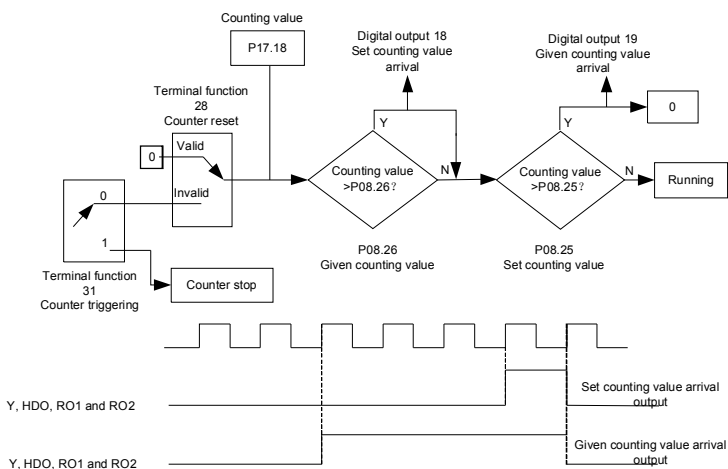 Counting value
P17.18
Digital output 18
Set counting value
arrival
Digital output 19
Given counting value
arrival
Terminal function
28
Counter reset
Valid
0
Invalid
Y
Counting value
>P08.26?
N
Y
Counting value
>P08.25?
N
0
Running
0
1
P08.26
Given counting value
P08.25
Set counting value
Terminal function
31
Counter triggering
Counter stop
Y, HDO, RO1 and RO2
Set counting value arrival
output
Y, HDO, RO1 and RO2
Given counting value arrival
output